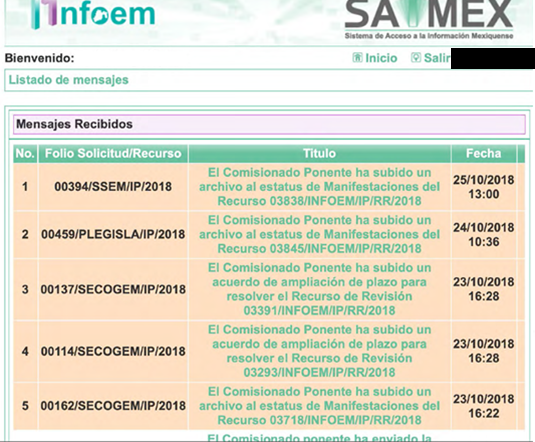 Infoem
SAIMEX
Sistema de Acceso a la Información Mexiquense
Bienvenido:
Inicio
Salir
Listado de mensajes
Mensajes Recibidos
No. Folio Solicitud/Recurso Titulo Fecha
1 00394/SSEM/IP/2018
El Comisionado Ponente ha subido un
archivo al estatus de Manifestaciones del
Recurso 03838/INFOEM/IP/RR/2018
25/10/2018
13:00
2 00459/PLEGISLA/IP/2018
El Comisionado Ponente ha subido un
archivo al estatus de Manifestaciones del
Recurso 03845/INFOEM/IP/RR/2018
24/10/2018
10:36
3 00137/SECOGEM/IP/2018
El Comisionado Ponente ha subido un
acuerdo de ampliación de plazo para
resolver el Recurso de Revisión
03391/INFOEM/IP/RR/2018
23/10/2018
16:28
4 00114/SECOGEM/IP/2018
El Comisionado Ponente ha subido un
acuerdo de ampliación de plazo para
resolver el Recurso de Revisión
03293/INFOEM/IP/RR/2018
23/10/2018
16:28
5 00162/SECOGEM/IP/2018
El Comisionado Ponente ha subido un
archivo al estatus de Manifestaciones del
Recurso 03718/INFOEM/IP/RR/2018
23/10/2018
16:22
El Comisionado ponente ha enviado la